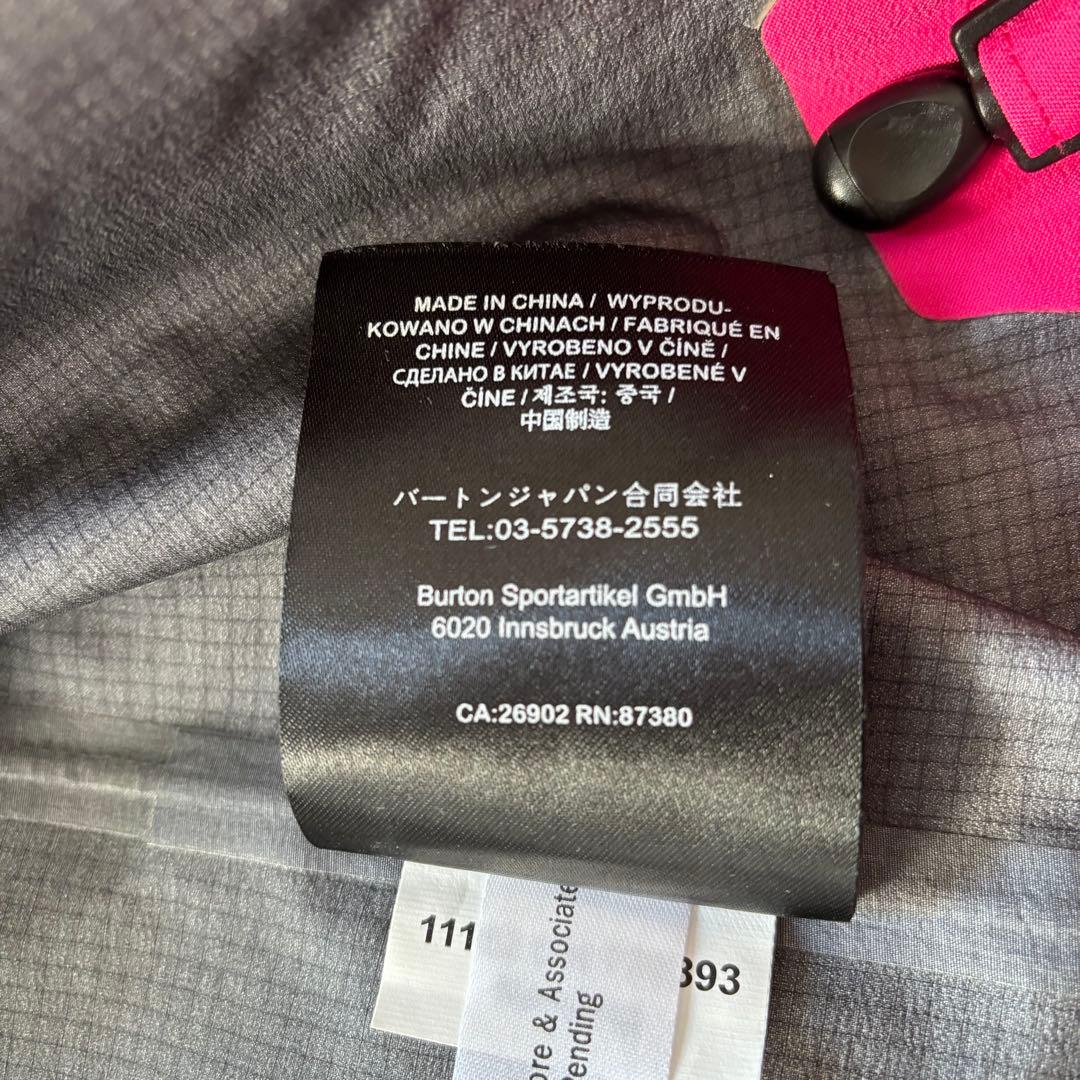 MADE IN CHINA / WYPRODU-
KOWANO W CHINACH / FABRIQUÉ EN
CHINE / VYROBENO V ČÍNĚ /
СДЕЛАНО В КИТАЕ / VYROBENÉ V
ČÍNE / 제조국: 중국 /
中国制造
バートンジャパン合同会社
TEL:03-5738-2555
Burton Sportartikel GmbH
6020 Innsbruck Austria
CA:26902 RN:87380
111
393
ore & Associate
Pending